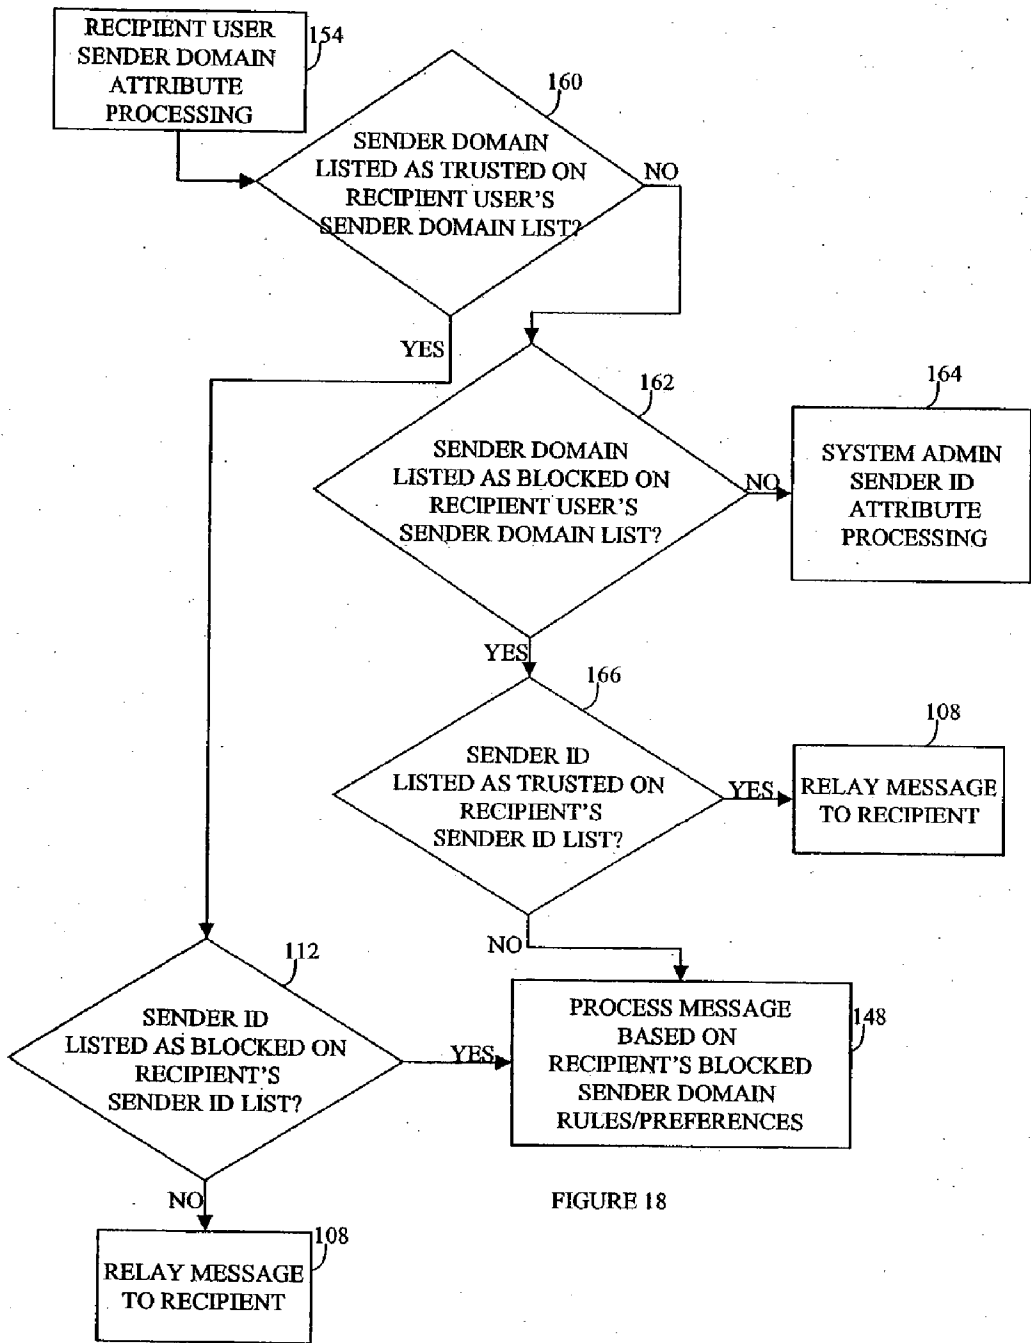 RECIPIENT USER
SENDER DOMAIN
ATTRIBUTE
PROCESSING
154
160
SENDER DOMAIN
LISTED AS TRUSTED ON
RECIPIENT USER'S
SENDER DOMAIN LIST?
NO
YES
162
SENDER DOMAIN
LISTED AS BLOCKED ON
RECIPIENT USER'S
SENDER DOMAIN LIST?
NO
164
SYSTEM ADMIN
SENDER ID
ATTRIBUTE
PROCESSING
YES
166
SENDER ID
LISTED AS TRUSTED ON
RECIPIENT'S
SENDER ID LIST?
YES
108
RELAY MESSAGE
TO RECIPIENT
NO
112
SENDER ID
LISTED AS BLOCKED ON
RECIPIENT'S
SENDER ID LIST?
YES
PROCESS MESSAGE
BASED ON
RECIPIENT'S BLOCKED
SENDER DOMAIN
RULES/PREFERENCES
148
NO
108
RELAY MESSAGE
TO RECIPIENT
FIGURE 18